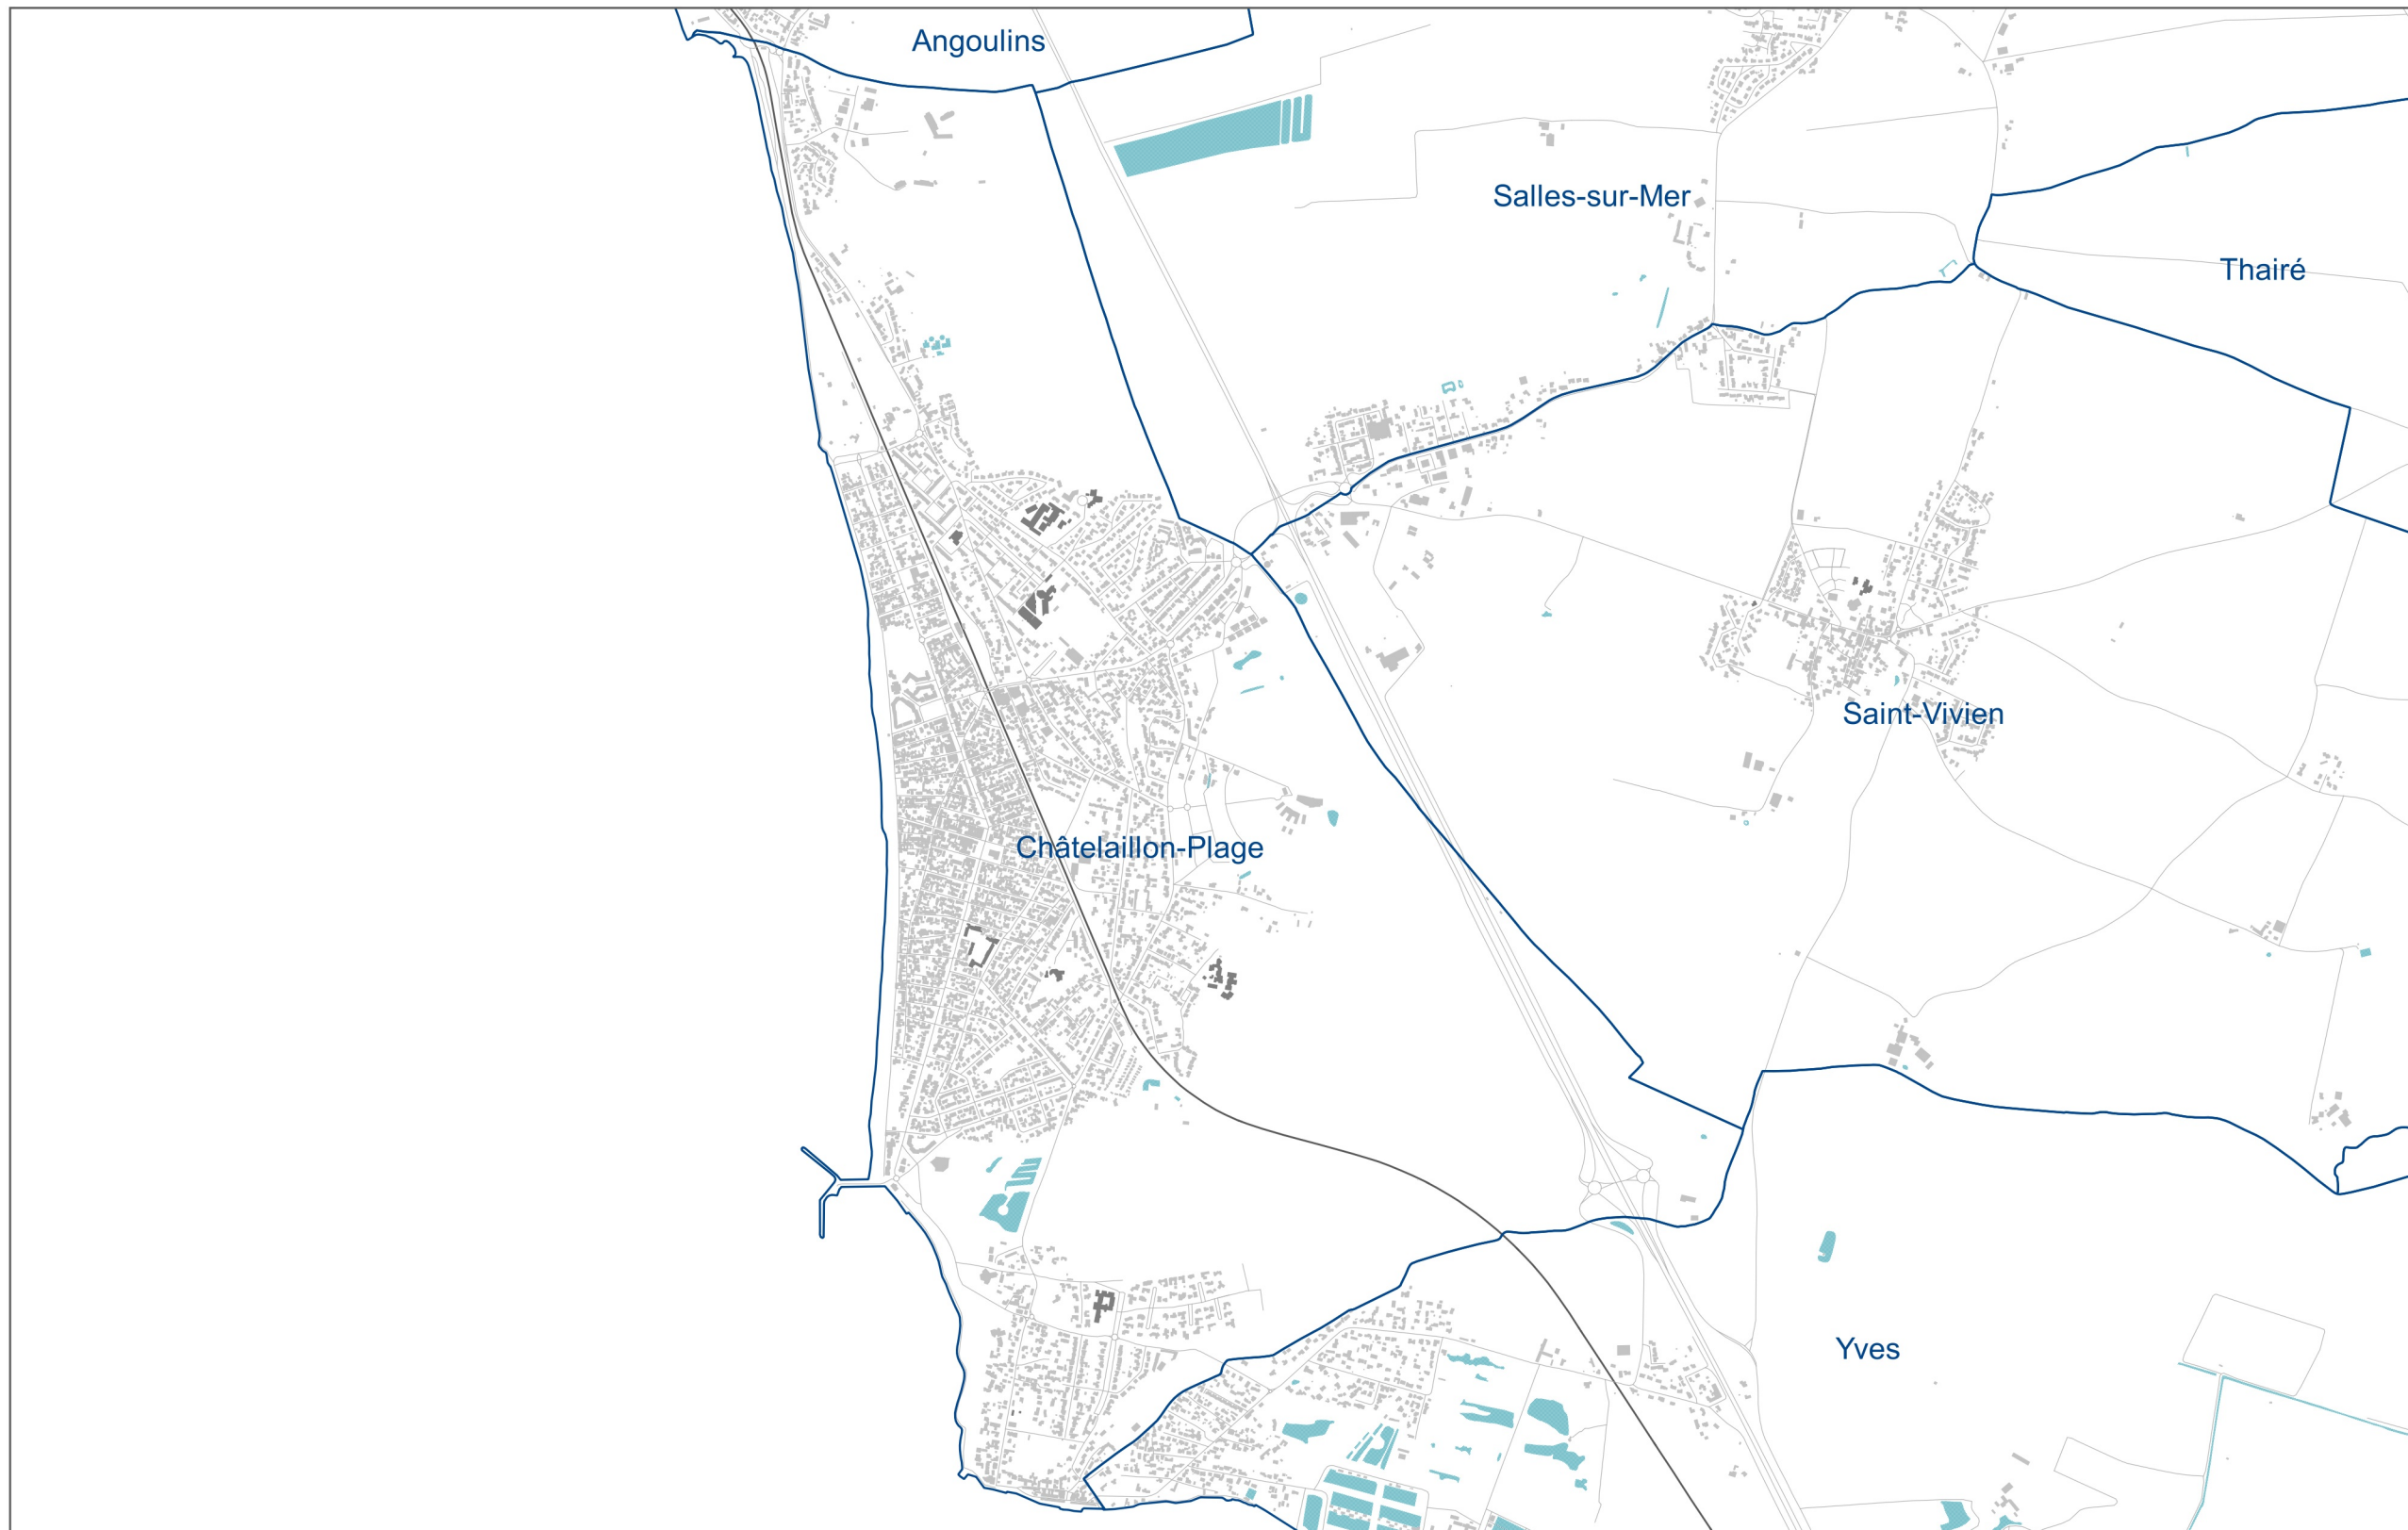 Angoulins
Salles-sur-Mer
Thairé
Saint-Vivien
Châtelaillon-Plage
Yves